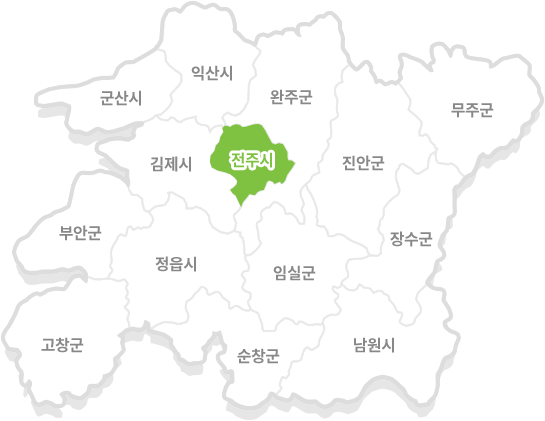 익산시
군산시
완주군
무주군
김제시
전주시
진안군
부안군
장수군
정읍시
임실군
고창군
순창군
남원시